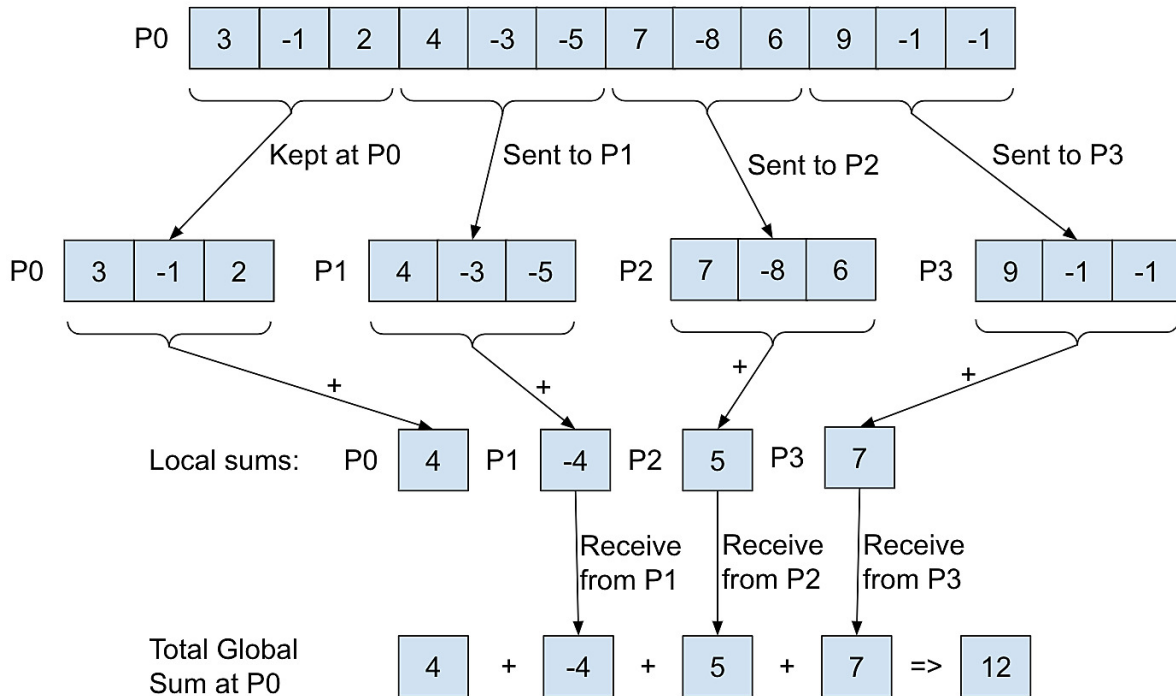 P0 3 -1 2 4 -3 -5 7 -8 6 9 -1 -1
Kept at P0
Sent to P1
Sent to P2
Sent to P3
P0 3 -1 2 P1 4 -3 -5 P2 7 -8 6 P3 9 -1 -1
+ + + +
Local sums: P0 4 P1 -4 P2 5 P3 7
Receive
from P1
Receive
from P2
Receive
from P3
Total Global
Sum at P0
4 + -4 + 5 + 7 => 12